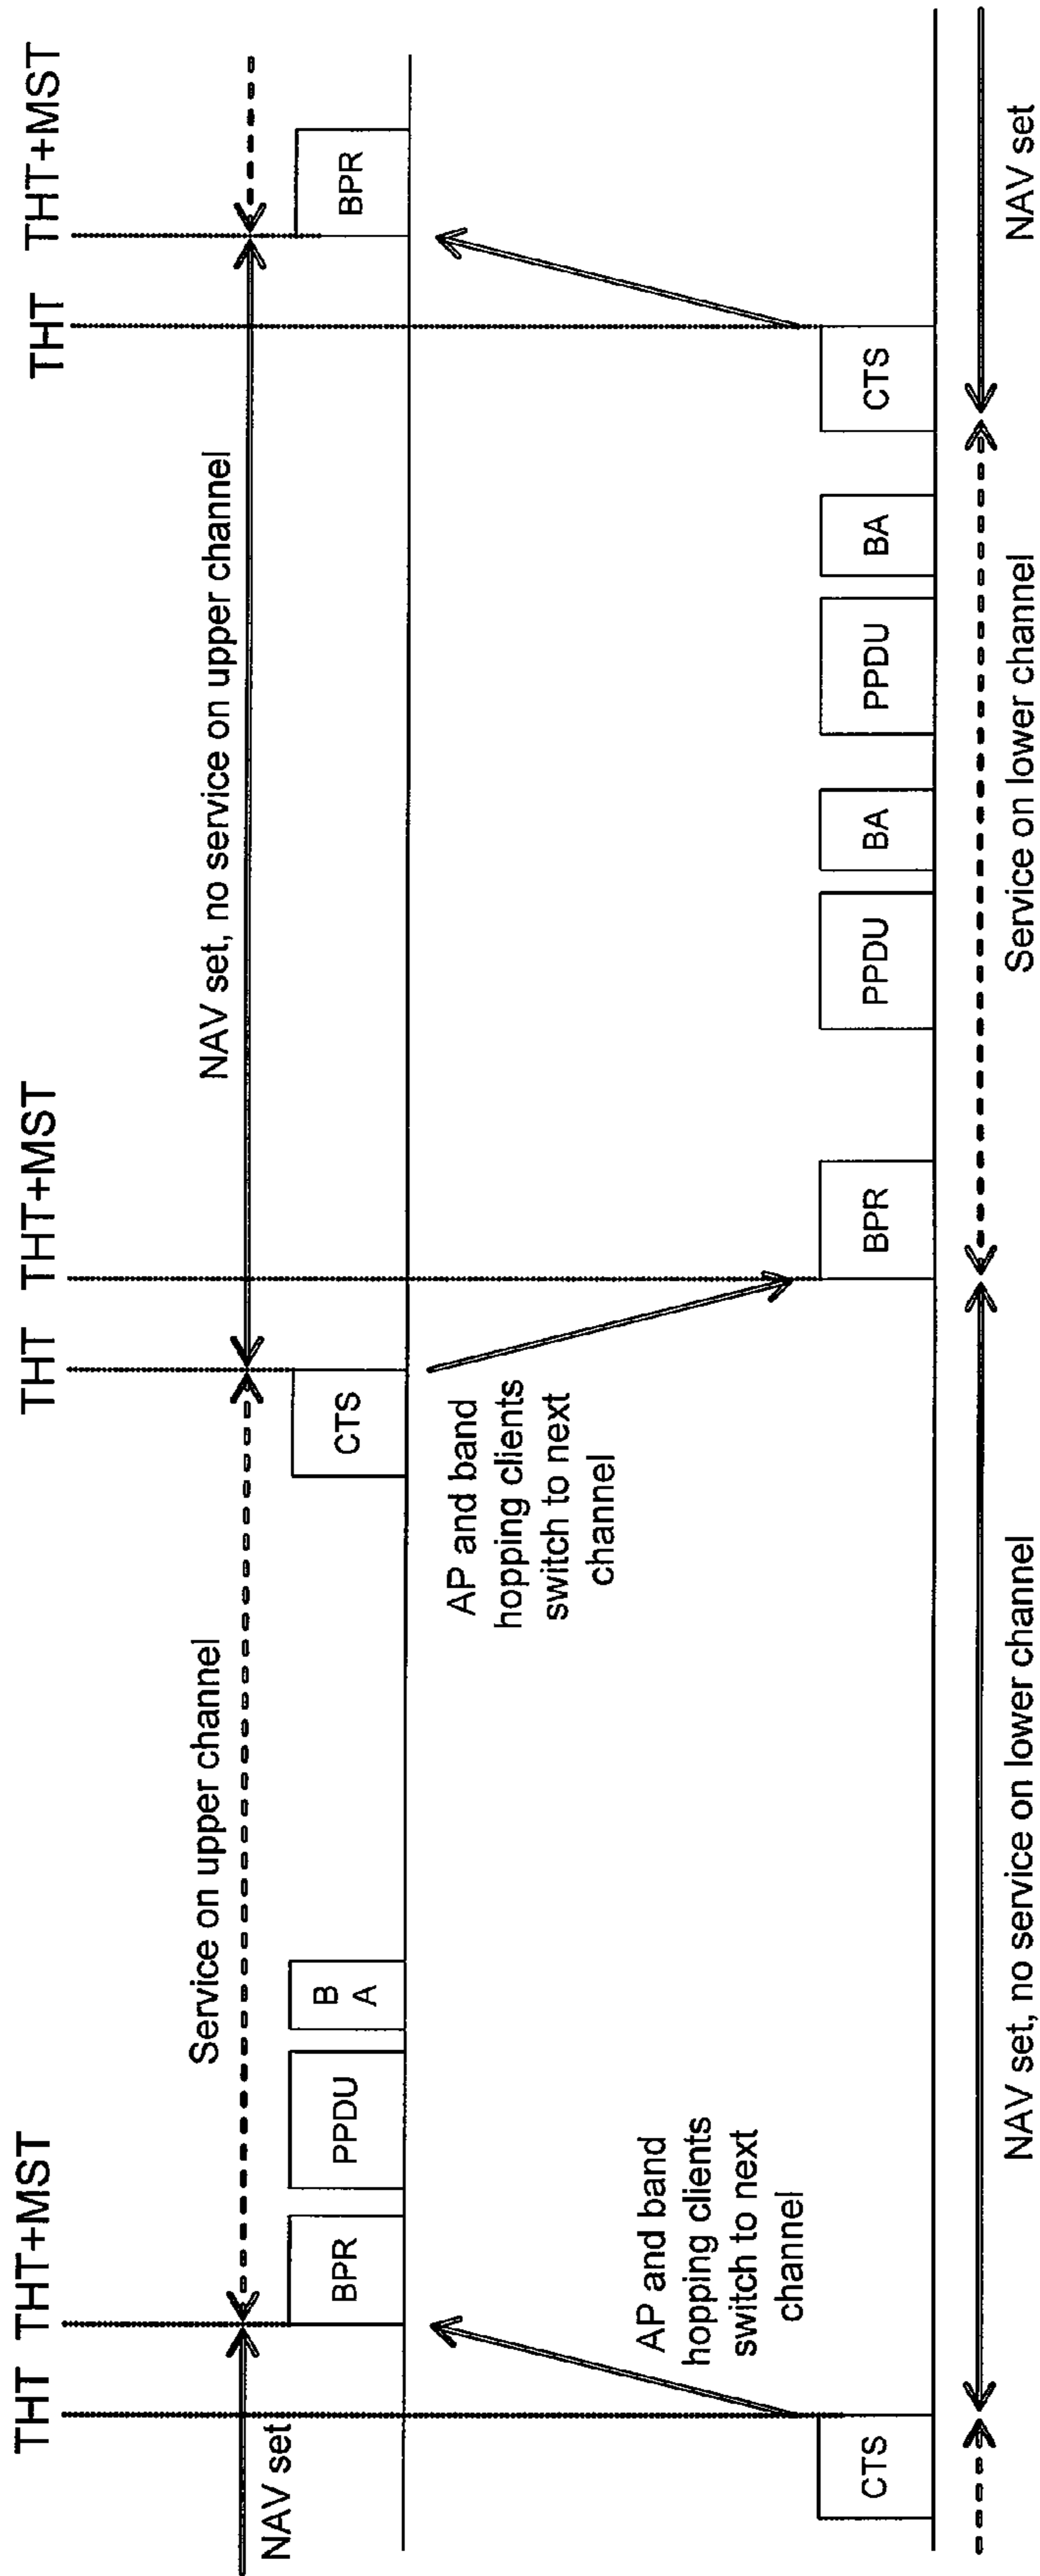 THT THT+MST
THT THT+MST
THT THT+MST
NAV set
Service on upper channel
NAV set, no service on upper channel
BPR
PPDU
B
A
CTS
BPR
AP and band
hopping clients
switch to next
channel
AP and band
hopping clients
switch to next
channel
CTS
BPR
PPDU
BA
PPDU
BA
CTS
NAV set, no service on lower channel
Service on lower channel
NAV set